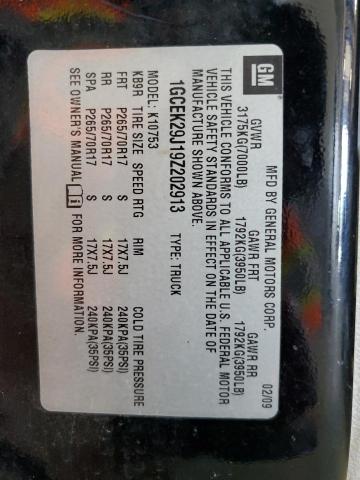 GM
MFD BY GENERAL MOTORS CORP. 02/09
GVWR GAWR FRT GAWR RR
3175KG(7000LB) 1792KG(3950LB) 1792KG(3950LB)
THIS VEHICLE CONFORMS TO ALL APPLICABLE U.S. FEDERAL MOTOR
VEHICLE SAFETY STANDARDS IN EFFECT ON THE DATE OF
MANUFACTURE SHOWN ABOVE.
1GCEK29J19Z202913 TYPE: TRUCK
MODEL: K10753
KB9R TIRE SIZE SPEED RTG RIM COLD TIRE PRESSURE
FRT P265/70R17 S 17X7.5J 240KPA(35PSI)
RR P265/70R17 S 17X7.5J 240KPA(35PSI)
SPA P265/70R17 S 17X7.5J 240KPA(35PSI)
SEE OWNER'S MANUAL FOR MORE INFORMATION.